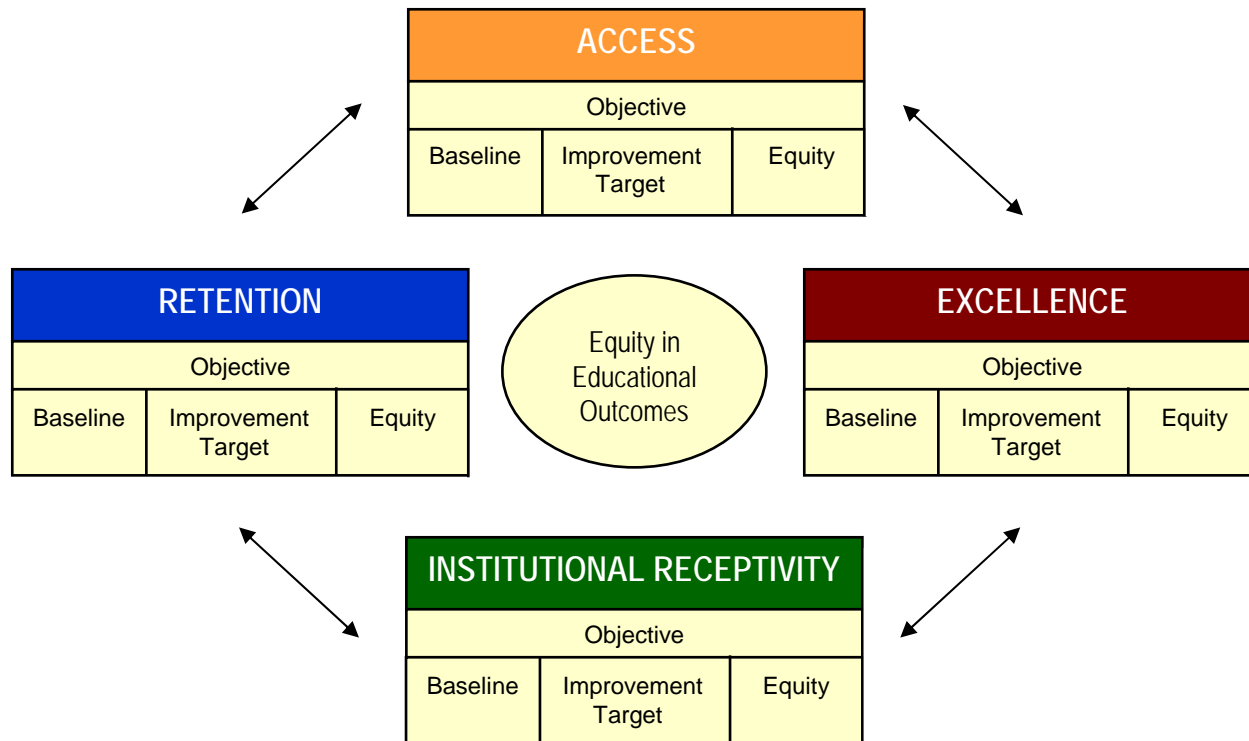 ACCESS
Objective
Baseline
Improvement
Target
Equity
RETENTION
Objective
Baseline
Improvement
Target
Equity
Equity in
Educational
Outcomes
EXCELLENCE
Objective
Baseline
Improvement
Target
Equity
INSTITUTIONAL RECEPTIVITY
Objective
Baseline
Improvement
Target
Equity